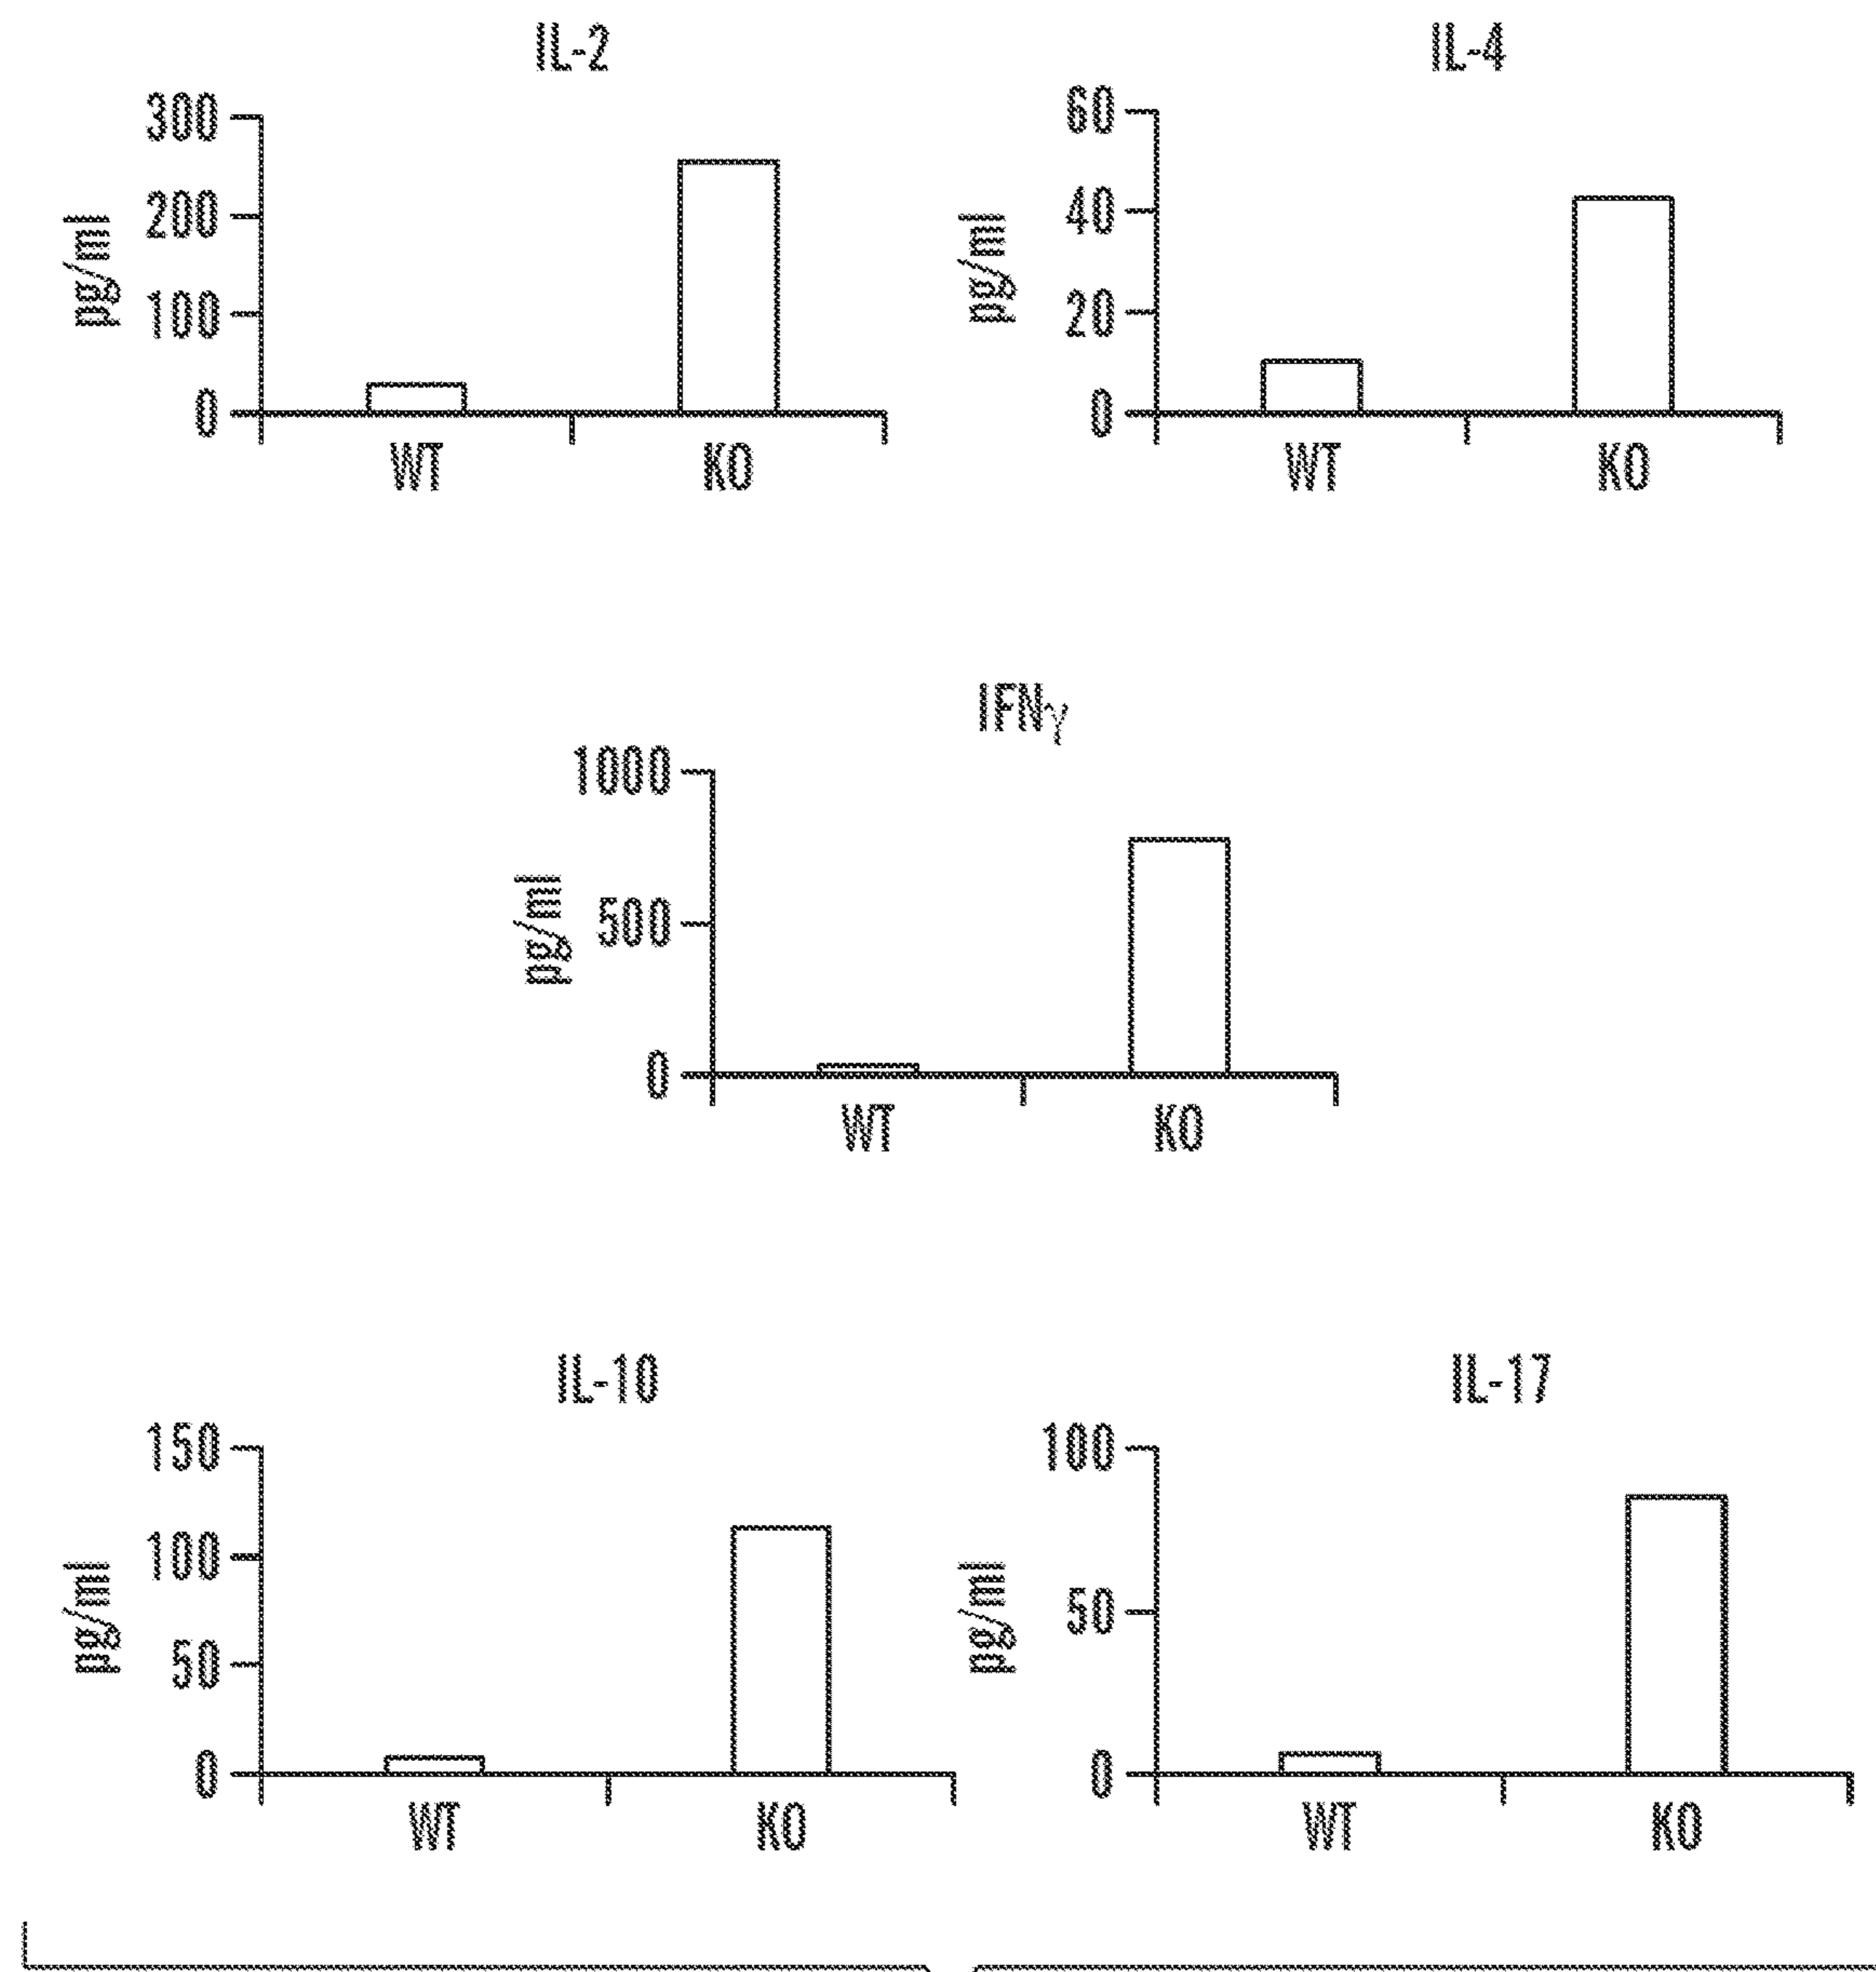 IL-2
300
200
100
0
pg/ml
WT KO
IL-4
60
40
20
0
pg/ml
WT KO
IFNγ
1000
500
0
pg/ml
WT KO
IL-10
150
100
50
0
pg/ml
WT KO
IL-17
100
50
0
pg/ml
WT KO